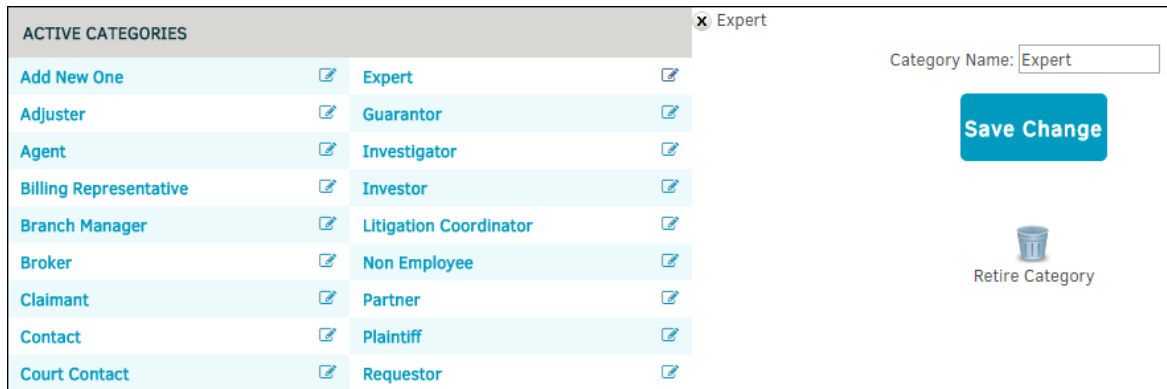 ACTIVE CATEGORIES
Add New One
Expert
Adjuster
Guarantor
Agent
Investigator
Billing Representative
Investor
Branch Manager
Litigation Coordinator
Broker
Non Employee
Claimant
Partner
Contact
Plaintiff
Court Contact
Requestor
x Expert
Category Name: Expert
Save Change
Retire Category